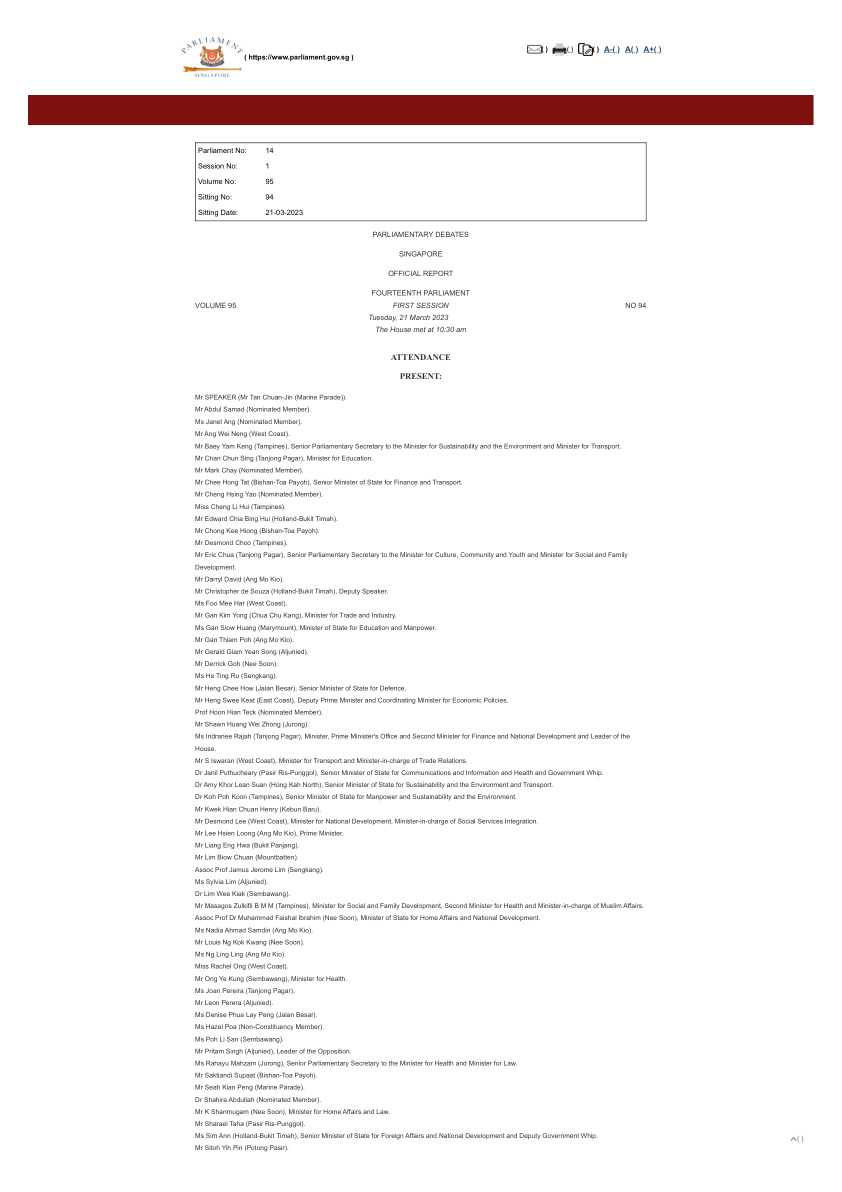 PARLIAMENT
SINGAPORE
( https://www.parliament.gov.sg )
( ) ( ) ( ) A-( ) A( ) A+( )
Parliament No: 14
Session No: 1
Volume No: 95
Sitting No: 94
Sitting Date: 21-03-2023
PARLIAMENTARY DEBATES
SINGAPORE
OFFICIAL REPORT
FOURTEENTH PARLIAMENT
VOLUME 95 FIRST SESSION NO 94
Tuesday, 21 March 2023
The House met at 10:30 am
ATTENDANCE
PRESENT:
Mr SPEAKER (Mr Tan Chuan-Jin (Marine Parade)).
Mr Abdul Samad (Nominated Member).
Ms Janet Ang (Nominated Member).
Mr Ang Wei Neng (West Coast).
Mr Baey Yam Keng (Tampines), Senior Parliamentary Secretary to the Minister for Sustainability and the Environment and Minister for Transport.
Mr Chan Chun Sing (Tanjong Pagar), Minister for Education.
Mr Mark Chay (Nominated Member).
Mr Chee Hong Tat (Bishan-Toa Payoh), Senior Minister of State for Finance and Transport.
Mr Cheng Hsing Yao (Nominated Member).
Miss Cheng Li Hui (Tampines).
Mr Edward Chia Bing Hui (Holland-Bukit Timah).
Mr Chong Kee Hiong (Bishan-Toa Payoh).
Mr Desmond Choo (Tampines).
Mr Eric Chua (Tanjong Pagar), Senior Parliamentary Secretary to the Minister for Culture, Community and Youth and Minister for Social and Family
Development.
Mr Darryl David (Ang Mo Kio).
Mr Christopher de Souza (Holland-Bukit Timah), Deputy Speaker.
Ms Foo Mee Har (West Coast).
Mr Gan Kim Yong (Chua Chu Kang), Minister for Trade and Industry.
Ms Gan Siow Huang (Marymount), Minister of State for Education and Manpower.
Mr Gan Thiam Poh (Ang Mo Kio).
Mr Gerald Giam Yean Song (Aljunied).
Mr Derrick Goh (Nee Soon).
Ms He Ting Ru (Sengkang).
Mr Heng Chee How (Jalan Besar), Senior Minister of State for Defence.
Mr Heng Swee Keat (East Coast), Deputy Prime Minister and Coordinating Minister for Economic Policies.
Prof Hoon Hian Teck (Nominated Member).
Mr Shawn Huang Wei Zhong (Jurong).
Ms Indranee Rajah (Tanjong Pagar), Minister, Prime Minister's Office and Second Minister for Finance and National Development and Leader of the
House.
Mr S Iswaran (West Coast), Minister for Transport and Minister-in-charge of Trade Relations.
Dr Janil Puthucheary (Pasir Ris-Punggol), Senior Minister of State for Communications and Information and Health and Government Whip.
Dr Amy Khor Lean Suan (Hong Kah North), Senior Minister of State for Sustainability and the Environment and Transport.
Dr Koh Poh Koon (Tampines), Senior Minister of State for Manpower and Sustainability and the Environment.
Mr Kwek Hian Chuan Henry (Kebun Baru).
Mr Desmond Lee (West Coast), Minister for National Development, Minister-in-charge of Social Services Integration.
Mr Lee Hsien Loong (Ang Mo Kio), Prime Minister.
Mr Liang Eng Hwa (Bukit Panjang).
Mr Lim Biow Chuan (Mountbatten).
Assoc Prof Jamus Jerome Lim (Sengkang).
Ms Sylvia Lim (Aljunied).
Dr Lim Wee Kiak (Sembawang).
Mr Masagos Zulkifli B M M (Tampines), Minister for Social and Family Development, Second Minister for Health and Minister-in-charge of Muslim Affairs.
Assoc Prof Dr Muhammad Faishal Ibrahim (Nee Soon), Minister of State for Home Affairs and National Development.
Ms Nadia Ahmad Samdin (Ang Mo Kio).
Mr Louis Ng Kok Kwang (Nee Soon).
Ms Ng Ling Ling (Ang Mo Kio).
Miss Rachel Ong (West Coast).
Mr Ong Ye Kung (Sembawang), Minister for Health.
Ms Joan Pereira (Tanjong Pagar).
Mr Leon Perera (Aljunied).
Ms Denise Phua Lay Peng (Jalan Besar).
Ms Hazel Poa (Non-Constituency Member).
Ms Poh Li San (Sembawang).
Mr Pritam Singh (Aljunied), Leader of the Opposition.
Ms Rahayu Mahzam (Jurong), Senior Parliamentary Secretary to the Minister for Health and Minister for Law.
Mr Saktiandi Supaat (Bishan-Toa Payoh).
Mr Seah Kian Peng (Marine Parade).
Dr Shahira Abdullah (Nominated Member).
Mr K Shanmugam (Nee Soon), Minister for Home Affairs and Law.
Mr Sharael Taha (Pasir Ris-Punggol).
Ms Sim Ann (Holland-Bukit Timah), Senior Minister of State for Foreign Affairs and National Development and Deputy Government Whip.
Mr Sitoh Yih Pin (Potong Pasir).
( )